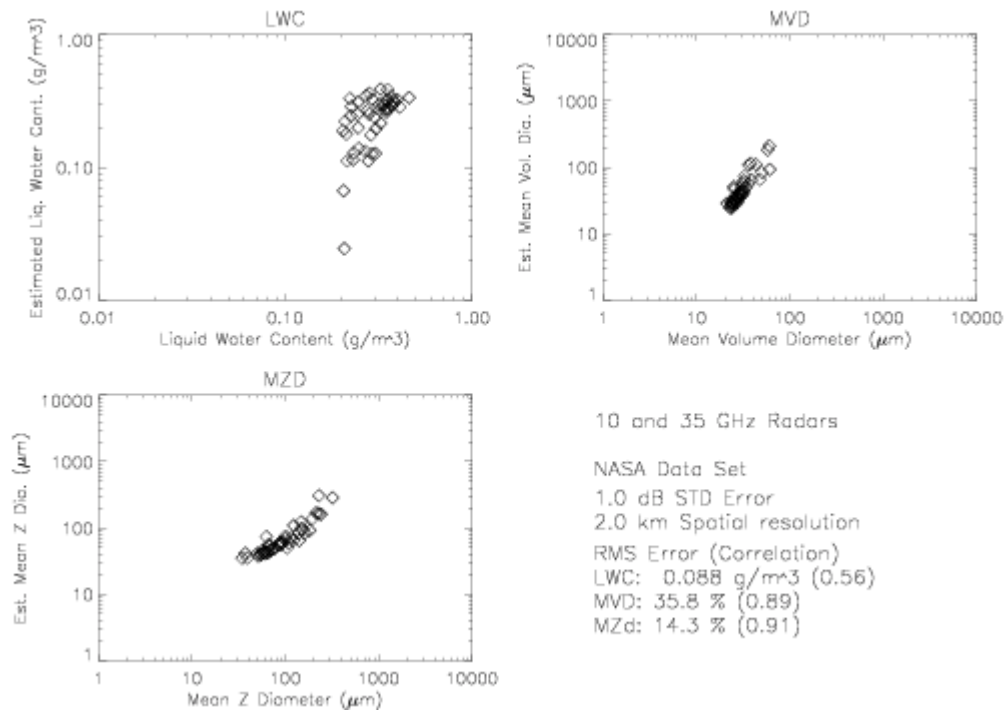 LWC
Estimated Liq. Water Cont. (g/m^3)
1.00
0.10
0.01
0.01
0.10
1.00
Liquid Water Content (g/m^3)
MVD
Est. Mean Vol. Dia. (μm)
10000
1000
100
10
1
1
10
100
1000
10000
Mean Volume Diameter (μm)
MZD
Est. Mean Z Dia. (μm)
10000
1000
100
10
1
1
10
100
1000
10000
Mean Z Diameter (μm)
10 and 35 GHz Radars
NASA Data Set
1.0 dB STD Error
2.0 km Spatial resolution
RMS Error (Correlation)
LWC: 0.088 g/m^3 (0.56)
MVD: 35.8 % (0.89)
MZd: 14.3 % (0.91)